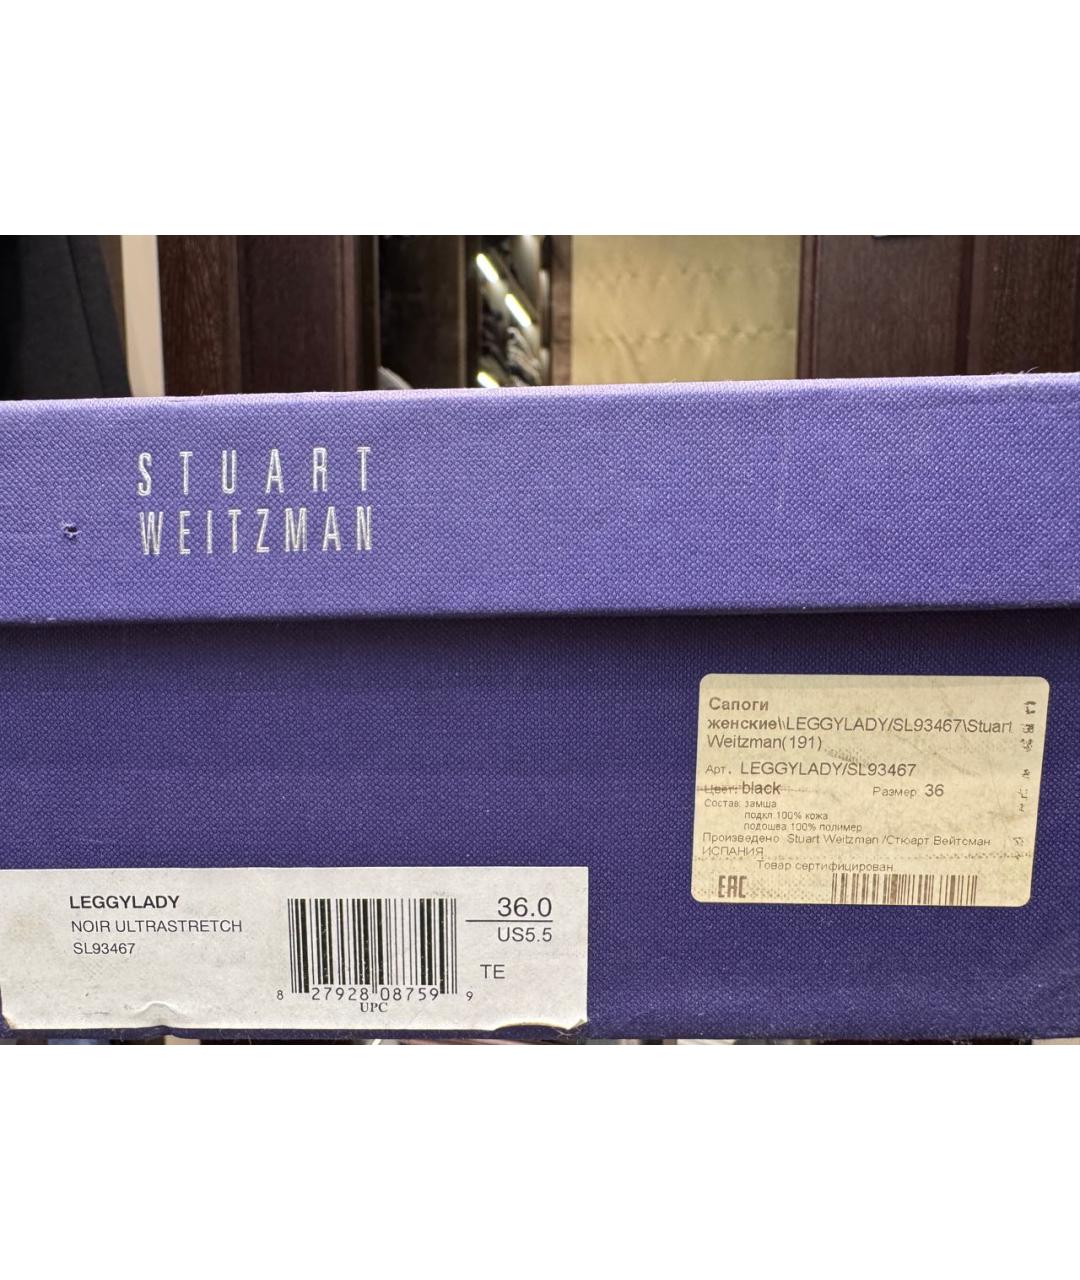 STUART
WEITZMAN
Сапоги
женские\\LEGGYLADY/SL93467\Stuart
Weitzman(191)
Арт. LEGGYLADY/SL93467
Цвет: black Размер 36
Состав: замша
подкл.100% кожа
подошва 100% полимер
Произведено Stuart Weitzman /Стюарт Вейтсман
ИСПАНИЯ
Товар сертифицирован
EAC
LEGGYLADY
NOIR ULTRASTRETCH
SL93467
8 27928 08759 9
UPC
36.0
US5.5
TE